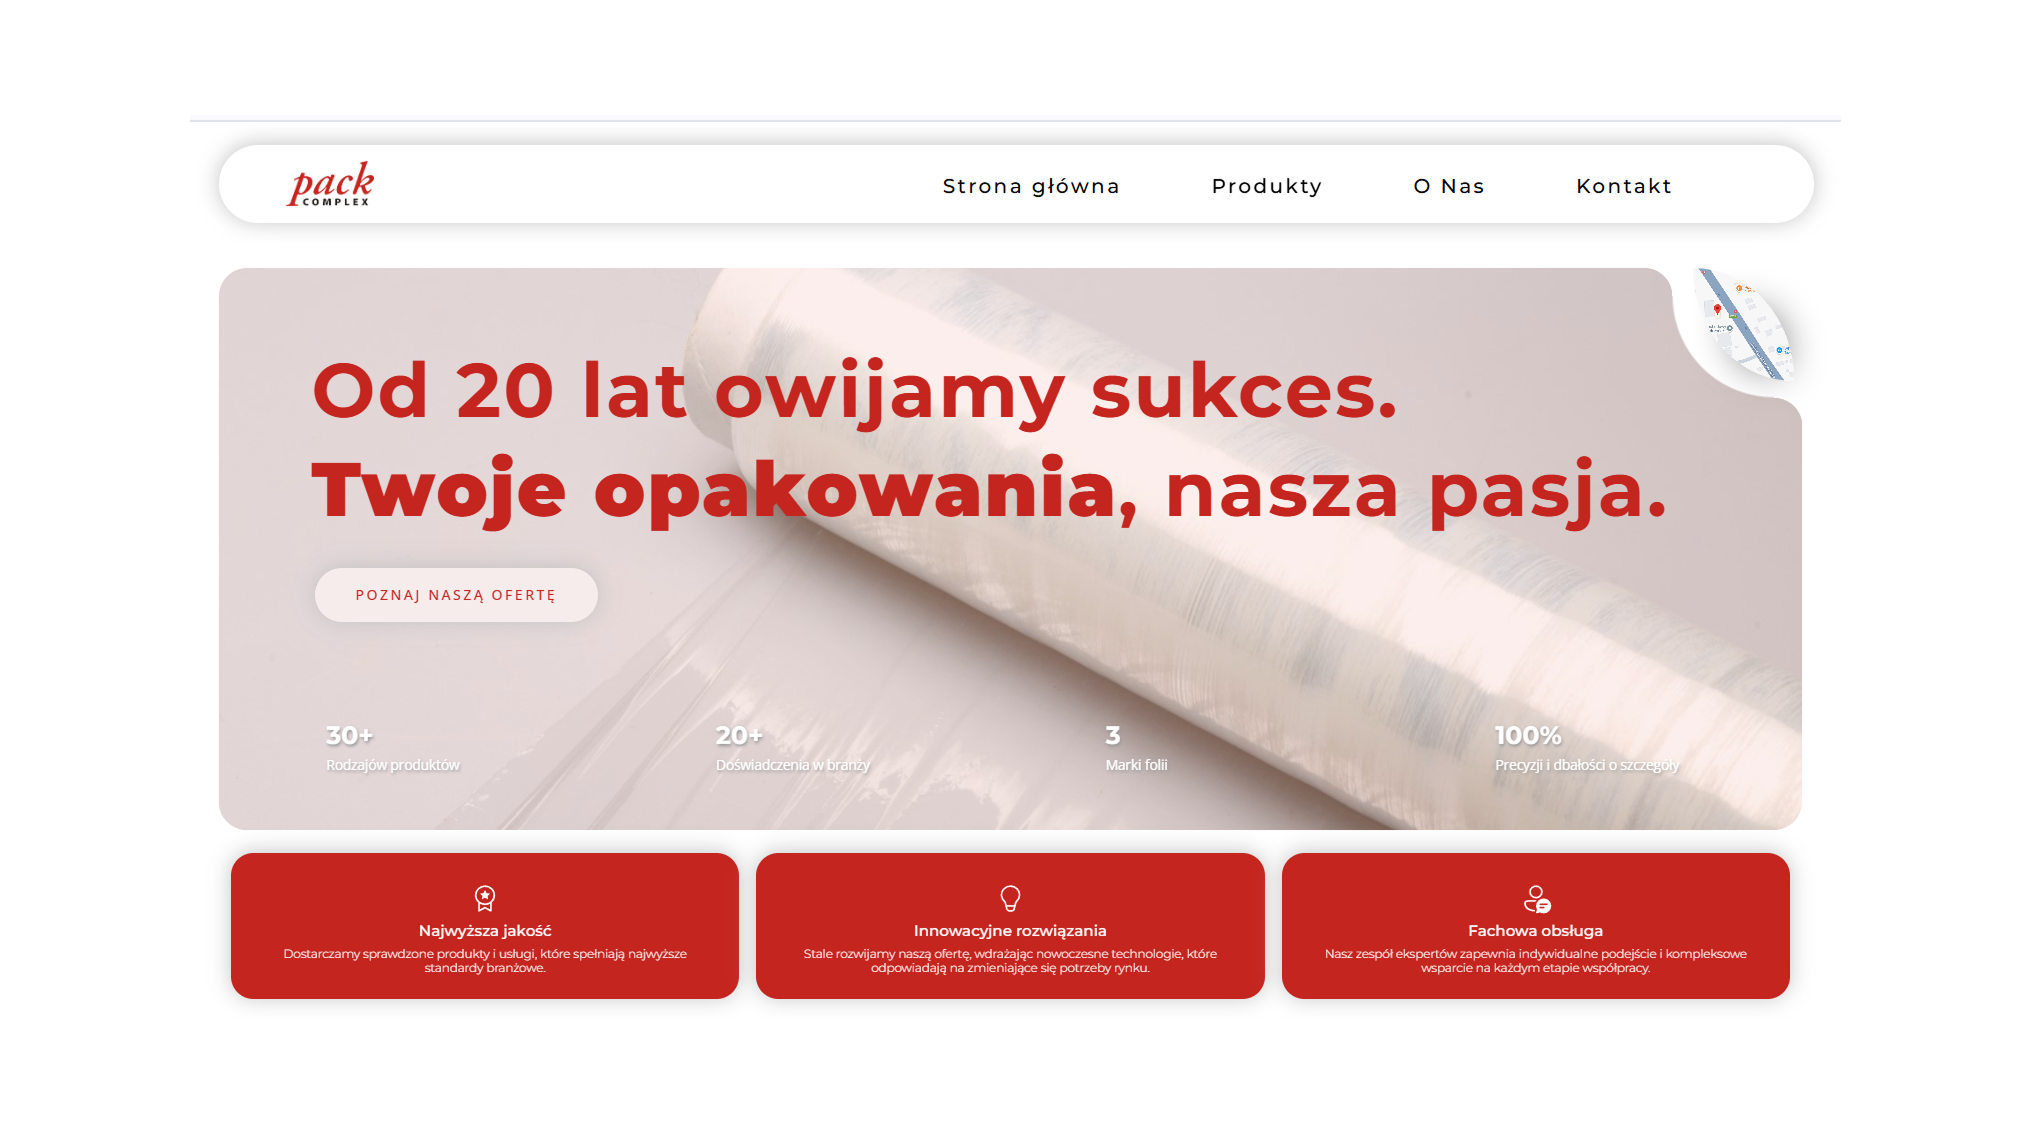 pack
COMPLEX
Strona główna
Produkty
O Nas
Kontakt
Od 20 lat owijamy sukces.
Twoje opakowania, nasza pasja.
POZNAJ NASZĄ OFERTĘ
30+
Rodzajów produktów
20+
Doświadczenia w branży
3
Marki folii
100%
Precyzji i dbałości o szczegóły
Najwyższa jakość
Dostarczamy sprawdzone produkty i usługi, które spełniają najwyższe
standardy branżowe.
Innowacyjne rozwiązania
Stale rozwijamy naszą ofertę, wdrażając nowoczesne technologie, które
odpowiadają na zmieniające się potrzeby rynku.
Fachowa obsługa
Nasz zespół ekspertów zapewnia indywidualne podejście i kompleksowe
wsparcie na każdym etapie współpracy.